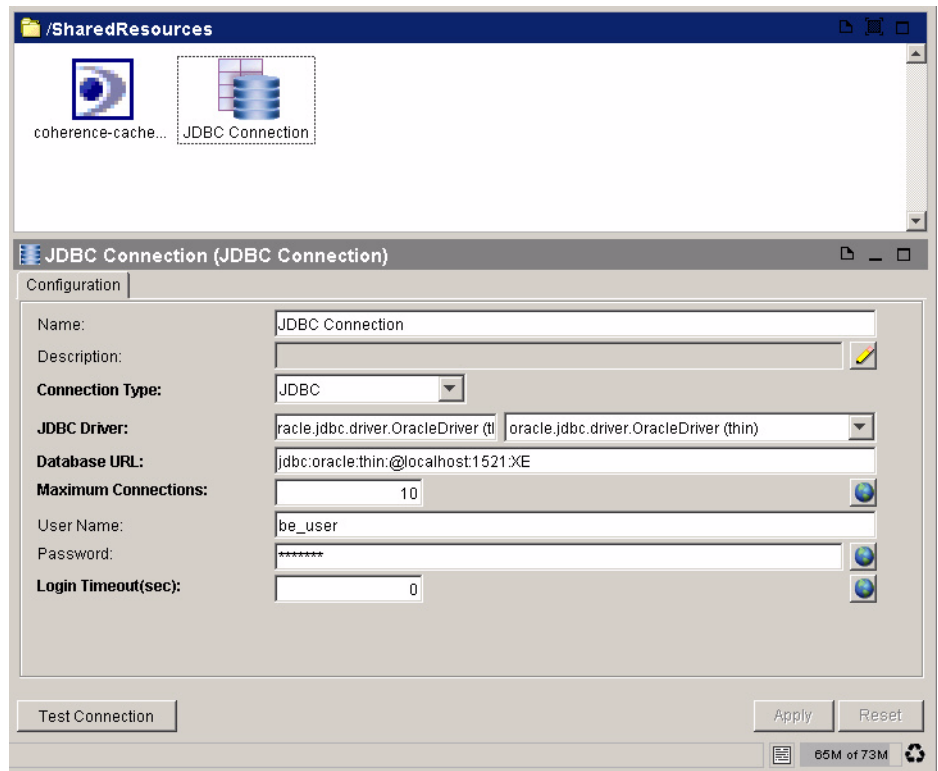 /SharedResources
coherence-cache...
JDBC Connection
JDBC Connection (JDBC Connection)
Configuration
Name:
JDBC Connection
Description:
Connection Type:
JDBC
JDBC Driver:
racle.jdbc.driver.OracleDriver (tl
oracle.jdbc.driver.OracleDriver (thin)
Database URL:
jdbc:oracle:thin:@localhost:1521:XE
Maximum Connections:
10
User Name:
be_user
Password:
*******
Login Timeout(sec):
0
Test Connection
Apply
Reset
65M of 73M